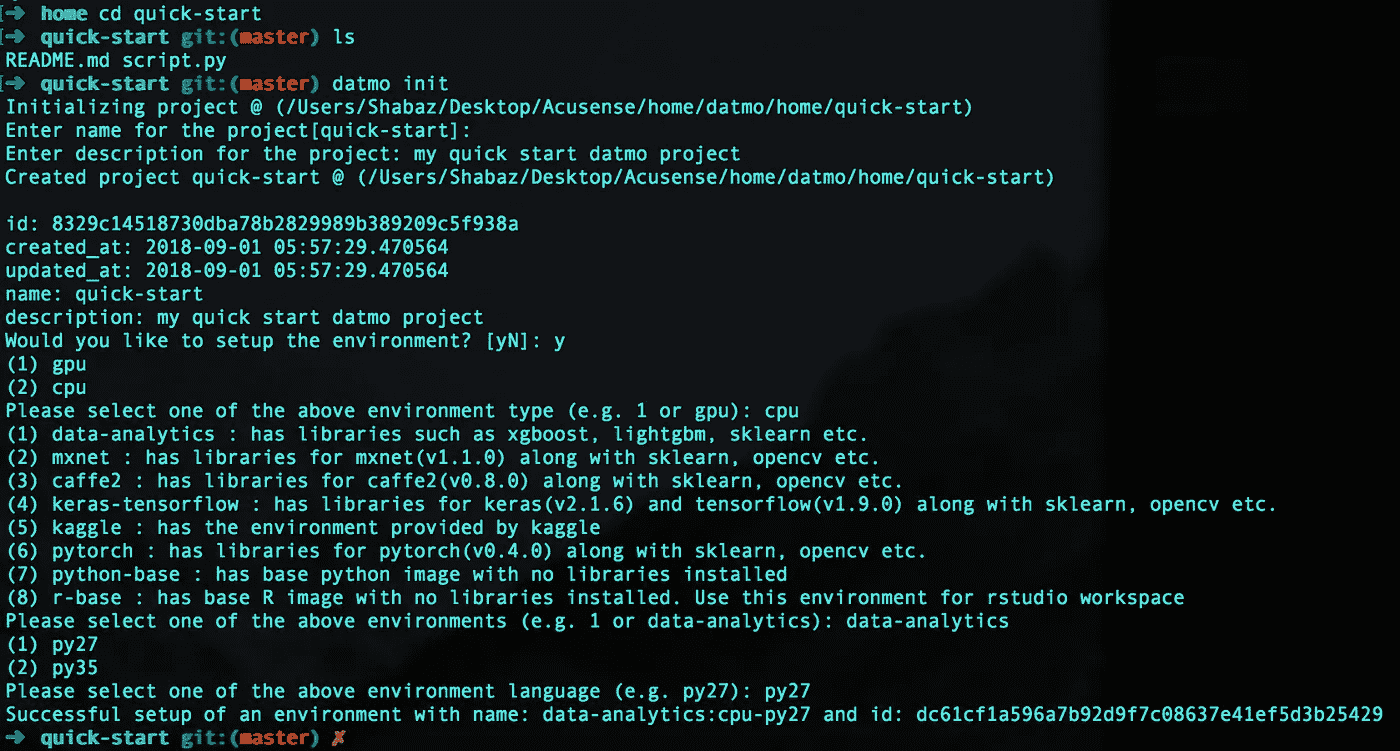 ➜ home cd quick-start
➜ quick-start git:(master) ls
README.md script.py
➜ quick-start git:(master) datmo init
Initializing project @ (/Users/Shabaz/Desktop/Acusense/home/datmo/home/quick-start)
Enter name for the project[quick-start]:
Enter description for the project: my quick start datmo project
Created project quick-start @ (/Users/Shabaz/Desktop/Acusense/home/datmo/home/quick-start)
id: 8329c14518730dba78b2829989b389209c5f938a
created_at: 2018-09-01 05:57:29.470564
updated_at: 2018-09-01 05:57:29.470564
name: quick-start
description: my quick start datmo project
Would you like to setup the environment? [yN]: y
(1) gpu
(2) cpu
Please select one of the above environment type (e.g. 1 or gpu): cpu
(1) data-analytics : has libraries such as xgboost, lightgbm, sklearn etc.
(2) mxnet : has libraries for mxnet(v1.1.0) along with sklearn, opencv etc.
(3) caffe2 : has libraries for caffe2(v0.8.0) along with sklearn, opencv etc.
(4) keras-tensorflow : has libraries for keras(v2.1.6) and tensorflow(v1.9.0) along with sklearn, opencv etc.
(5) kaggle : has the environment provided by kaggle
(6) pytorch : has libraries for pytorch(v0.4.0) along with sklearn, opencv etc.
(7) python-base : has base python image with no libraries installed
(8) r-base : has base R image with no libraries installed. Use this environment for rstudio workspace
Please select one of the above environments (e.g. 1 or data-analytics): data-analytics
(1) py27
(2) py35
Please select one of the above environment language (e.g. py27): py27
Successful setup of an environment with name: data-analytics:cpu-py27 and id: dc61cf1a596a7b92d9f7c08637e41ef5d3b25429
➜ quick-start git:(master) ✗